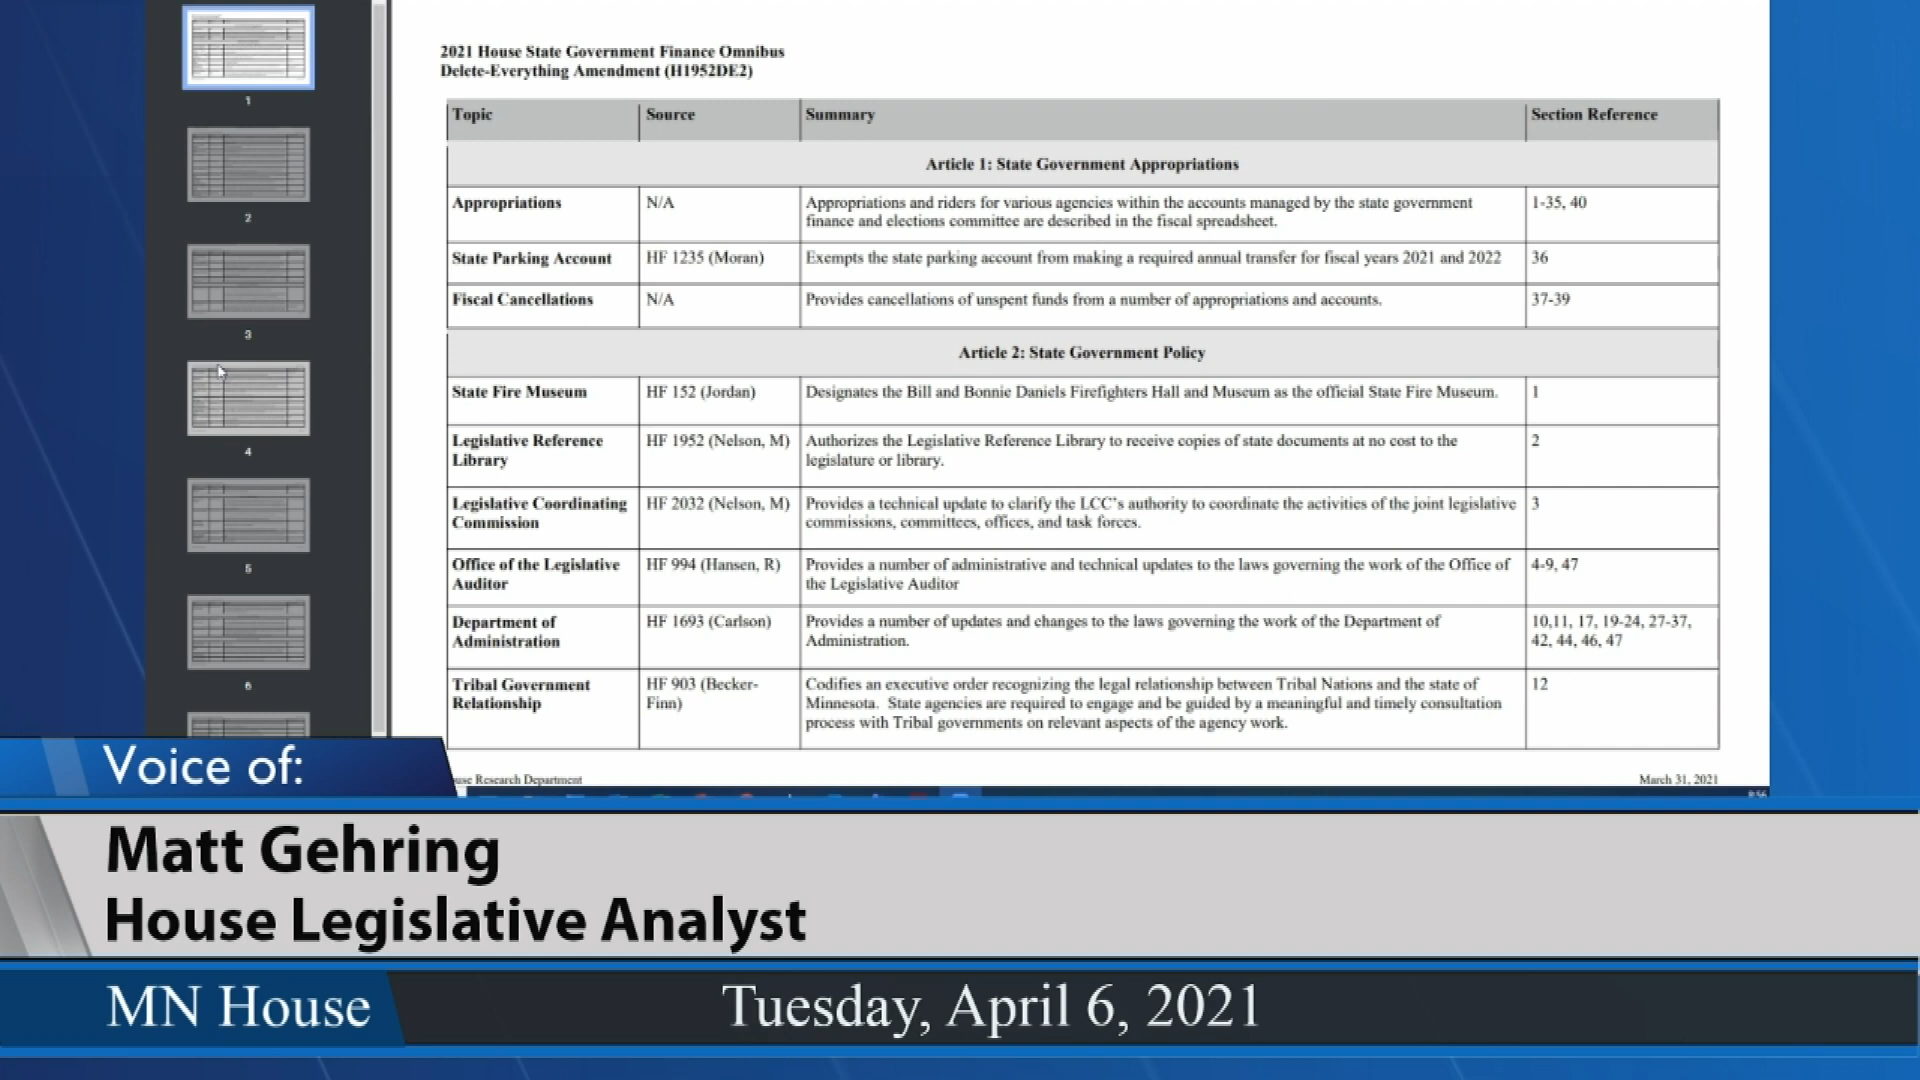 2021 House State Government Finance Omnibus
Delete-Everything Amendment (H1952DE2)
Topic Source Summary Section Reference
Article 1: State Government Appropriations
Appropriations N/A Appropriations and riders for various agencies within the accounts managed by the state government 1-35, 40
finance and elections committee are described in the fiscal spreadsheet.
State Parking Account HF 1235 (Moran) Exempts the state parking account from making a required annual transfer for fiscal years 2021 and 2022 36
Fiscal Cancellations N/A Provides cancellations of unspent funds from a number of appropriations and accounts. 37-39
Article 2: State Government Policy
State Fire Museum HF 152 (Jordan) Designates the Bill and Bonnie Daniels Firefighters Hall and Museum as the official State Fire Museum. 1
Legislative Reference HF 1952 (Nelson, M) Authorizes the Legislative Reference Library to receive copies of state documents at no cost to the 2
Library legislature or library.
Legislative Coordinating HF 2032 (Nelson, M) Provides a technical update to clarify the LCC's authority to coordinate the activities of the joint legislative 3
Commission commissions, committees, offices, and task forces.
Office of the Legislative HF 994 (Hansen, R) Provides a number of administrative and technical updates to the laws governing the work of the Office of 4-9, 47
Auditor the Legislative Auditor
Department of HF 1693 (Carlson) Provides a number of updates and changes to the laws governing the work of the Department of 10,11, 17, 19-24, 27-37,
Administration Administration. 42, 44, 46, 47
Tribal Government HF 903 (Becker- Codifies an executive order recognizing the legal relationship between Tribal Nations and the state of 12
Relationship Finn) Minnesota. State agencies are required to engage and be guided by a meaningful and timely consultation
process with Tribal governments on relevant aspects of the agency work.
Research Department March 31, 2021
1
2
3
4
5
6
Voice of:
Matt Gehring
House Legislative Analyst
MN House Tuesday, April 6, 2021